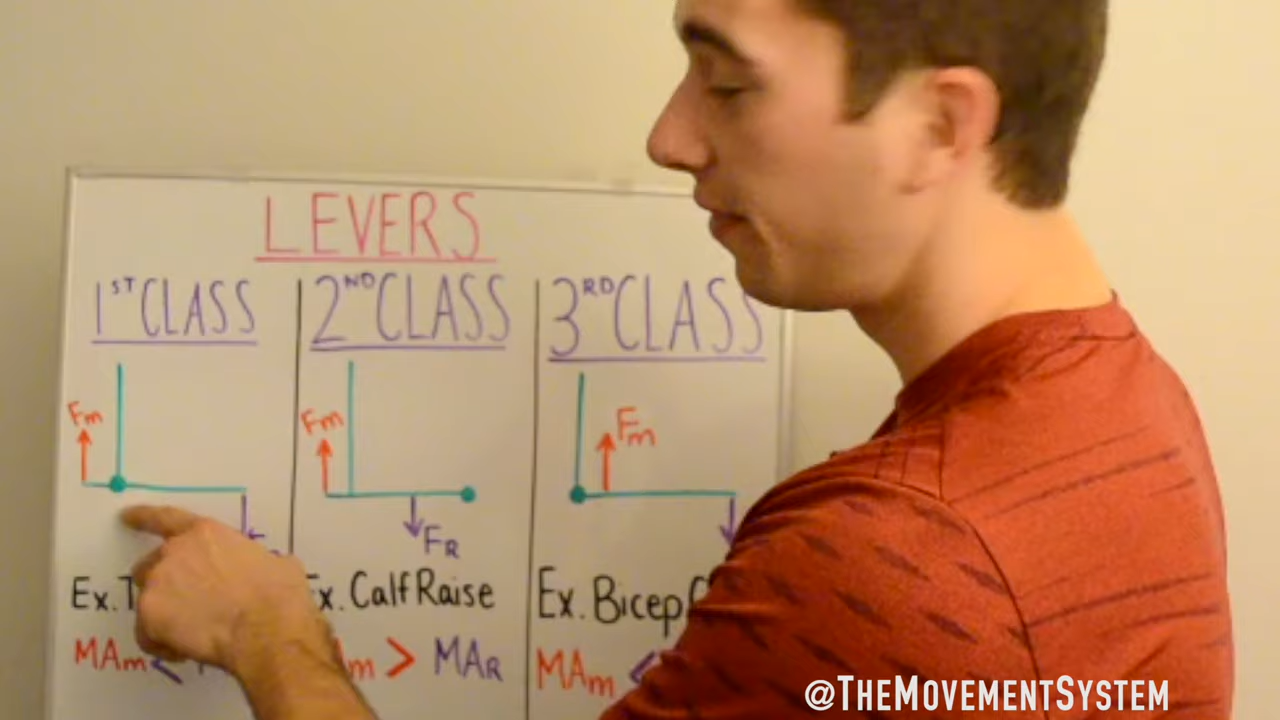 LEVERS
1ST CLASS
2ND CLASS
3RD CLASS
Fm
Fm
Fm
FR
Ex.
Ex. Calf Raise
Ex. Bicep
MAm <
m > MAR
MAm <
@THEMOVEMENTSYSTEM